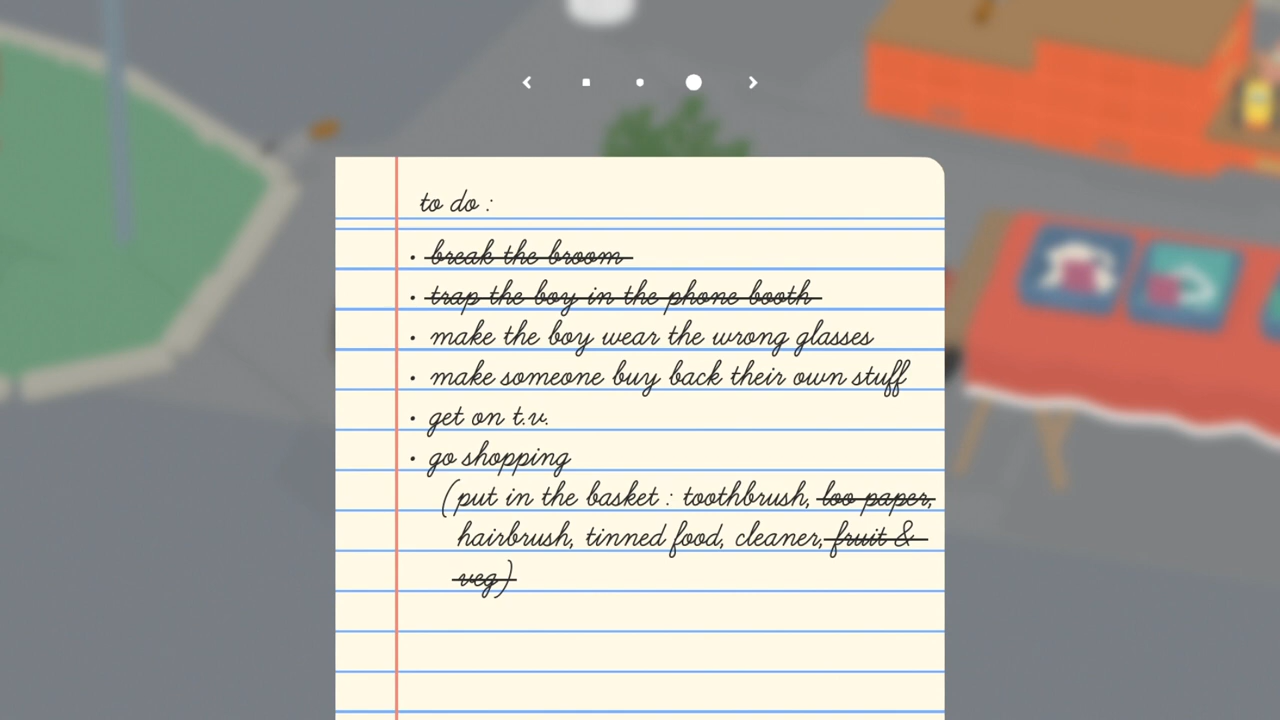 to do :
• break the broom
• trap the boy in the phone booth
• make the boy wear the wrong glasses
• make someone buy back their own stuff
• get on t.v.
• go shopping
(put in the basket : toothbrush, loo paper,
hairbrush, tinned food, cleaner, fruit &
veg)